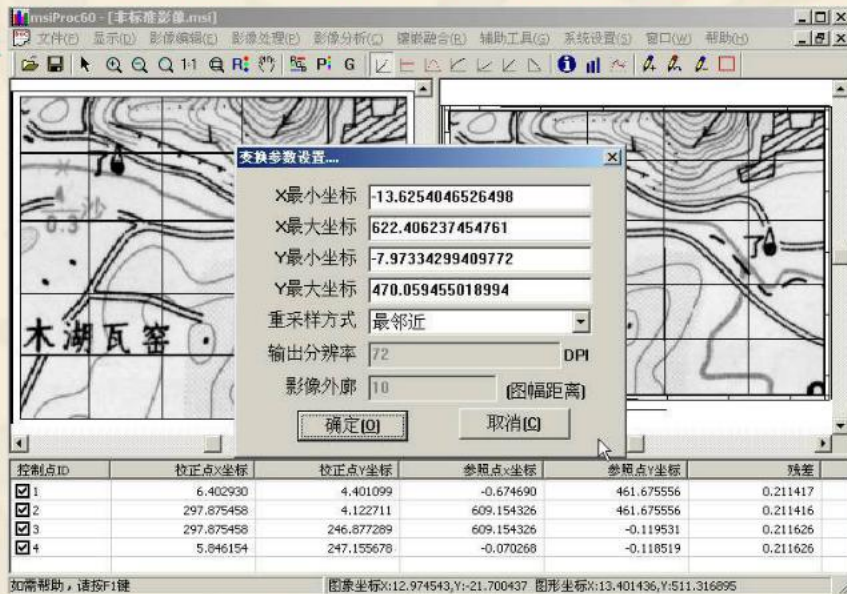 msiProc60 - [非标准影像.msi]
文件(F) 显示(D) 影像编辑(E) 影像处理(P) 影像分析(C) 镶嵌融合(R) 辅助工具(G) 系统设置(S) 窗口(W) 帮助(H)
1:1 R P G
变换参数设置....
X最小坐标 -13.6254046526498
X最大坐标 622.406237454761
Y最小坐标 -7.97334299409772
Y最大坐标 470.059455018994
重采样方式 最邻近
输出分辨率 72 DPI
影像外廓 10 (图幅距离)
确定(O) 取消(C)
4
0.3 沙
木湖瓦窑
控制点ID 校正点X坐标 校正点Y坐标 参照点X坐标 参照点Y坐标 残差
1 6.402930 4.401099 -0.674690 461.675556 0.211417
2 297.875458 4.122711 609.154326 461.675556 0.211416
3 297.875458 246.877289 609.154326 -0.119531 0.211626
4 5.846154 247.155678 -0.070268 -0.118519 0.211626
如需帮助，请按F1键 图象坐标X:12.974543,Y:-21.700437 图形坐标X:13.401436,Y:511.316895